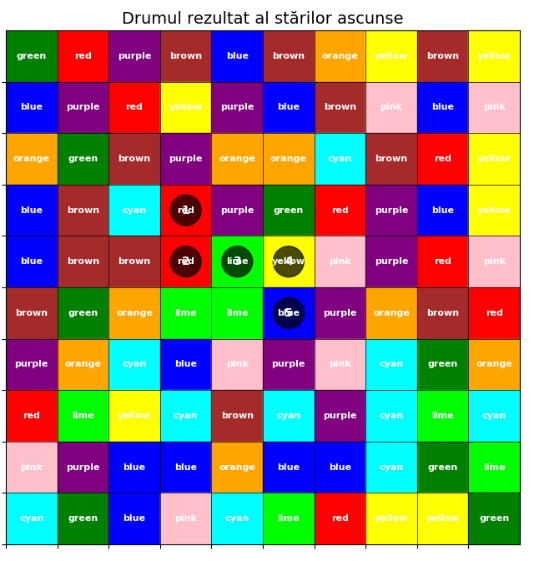 Drumul rezultat al stărilor ascunse
green red purple brown blue brown orange yellow brown yellow
blue purple red yellow purple blue brown pink blue pink
orange green brown purple orange orange cyan brown red yellow
blue brown cyan red 1 purple green red purple blue yellow
blue brown brown red 2 lime 3 yellow 4 pink purple red pink
brown green orange lime lime blue 5 purple orange brown red
purple orange cyan blue pink purple pink cyan green orange
red lime yellow cyan brown cyan purple cyan lime cyan
pink purple blue blue orange blue blue cyan green lime
cyan green blue pink cyan lime red yellow yellow green